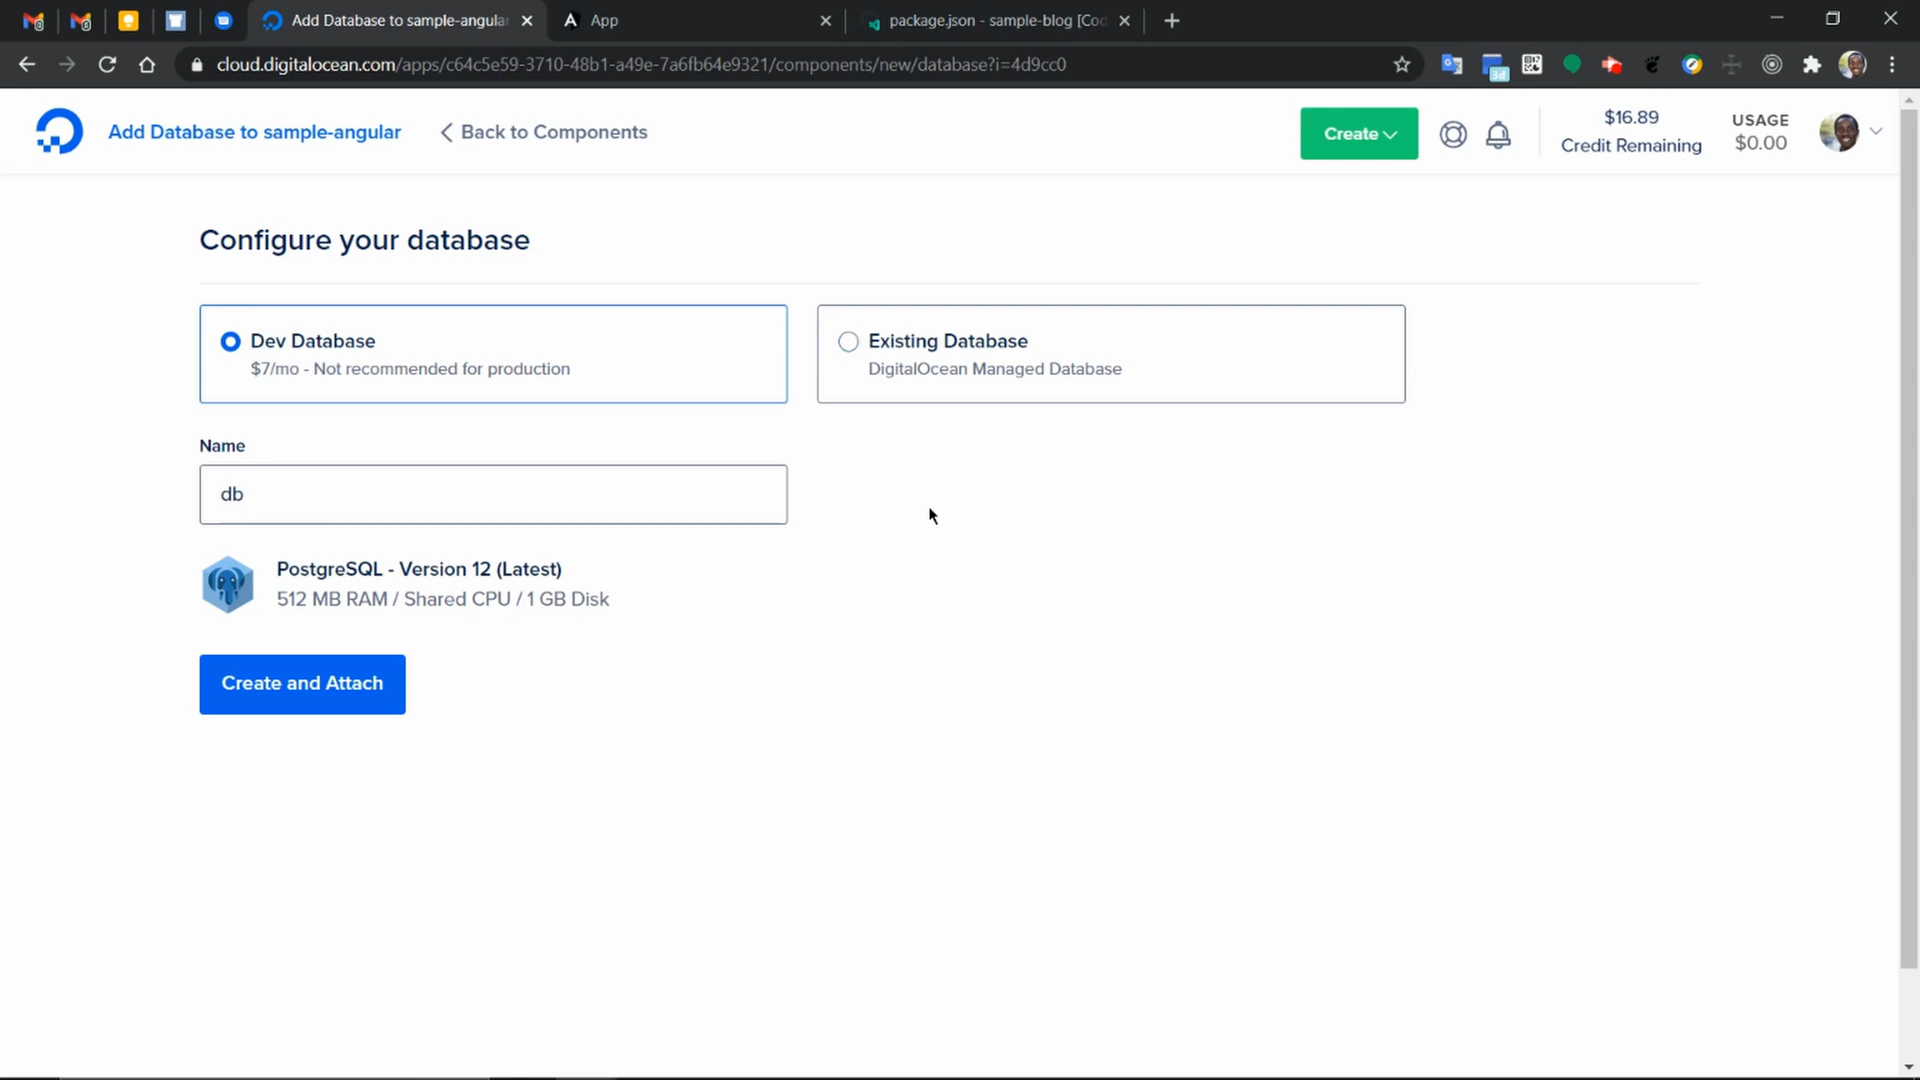 Add Database to sample-angular
App
package.json - sample-blog [Cod
cloud.digitalocean.com/apps/c64c5e59-3710-48b1-a49e-7a6fb64e9321/components/new/database?i=4d9cc0
3d
Add Database to sample-angular
Back to Components
Create
$16.89
Credit Remaining
USAGE
$0.00
Configure your database
Dev Database
$7/mo - Not recommended for production
Existing Database
DigitalOcean Managed Database
Name
db
PostgreSQL - Version 12 (Latest)
512 MB RAM / Shared CPU / 1 GB Disk
Create and Attach